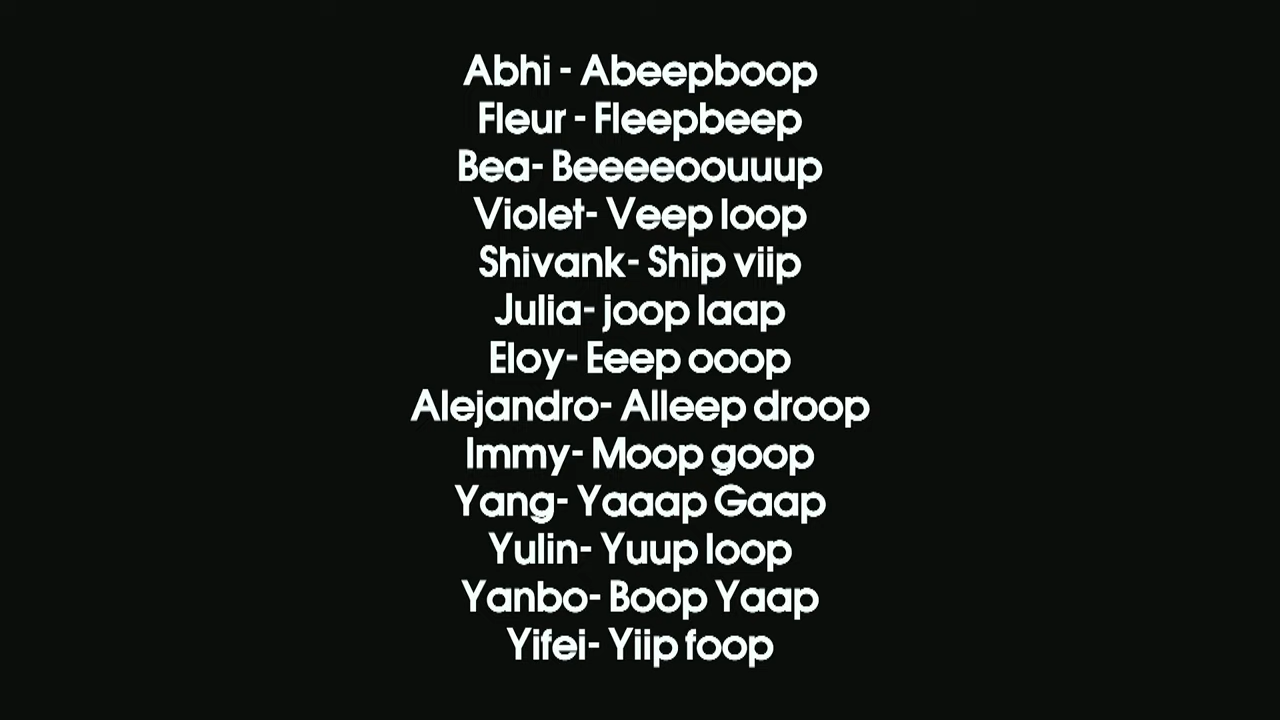 Abhi - Abeepboop
Fleur - Fleepbeep
Bea- Beeeeoouuup
Violet- Veep loop
Shivank- Ship viip
Julia- joop laap
Eloy- Eeep ooop
Alejandro- Alleep droop
Immy- Moop goop
Yang- Yaaap Gaap
Yulin- Yuup loop
Yanbo- Boop Yaap
Yifei- Yiip foop